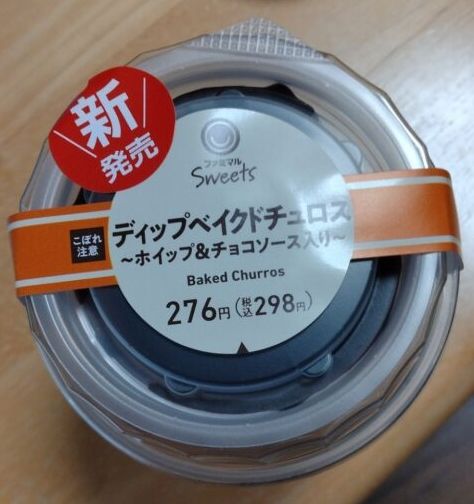 新
発売
ファミマル
Sweets
こぼれ
注意
ディップベイクドチュロス
~ホイップ&チョコソース入り~
Baked Churros
276円(税込298円)